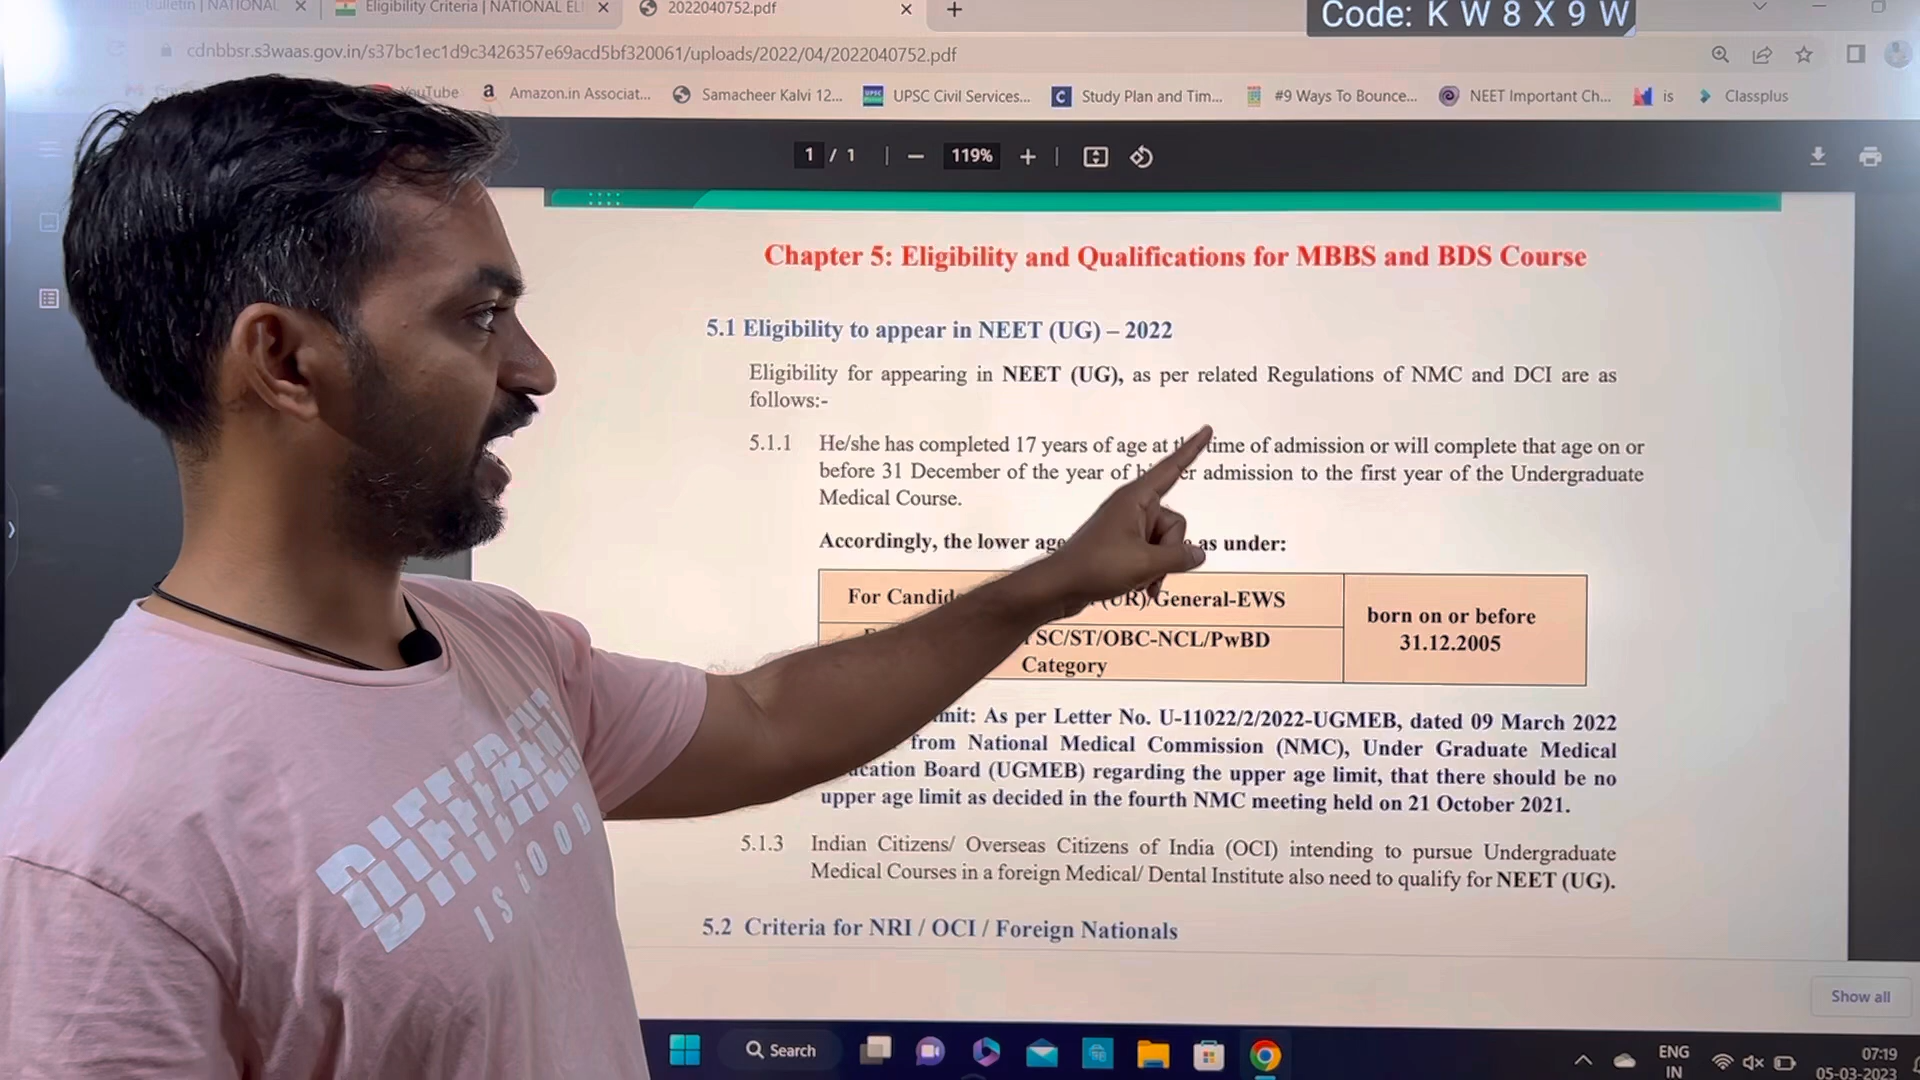 Bulletin | NATIONAL
Eligibility Criteria | NATIONAL ELI
2022040752.pdf
Code: K W 8 X 9 W
cdnbbsr.s3waas.gov.in/s37bc1ec1d9c3426357e69acd5bf320061/uploads/2022/04/2022040752.pdf
YouTube
Amazon.in Associat...
Samacheer Kalvi 12...
UPSC Civil Services...
Study Plan and Tim...
#9 Ways To Bounce...
NEET Important Ch...
is
Classplus
1 / 1
119%
Chapter 5: Eligibility and Qualifications for MBBS and BDS Course
5.1 Eligibility to appear in NEET (UG) – 2022
Eligibility for appearing in NEET (UG), as per related Regulations of NMC and DCI are as
follows:-
5.1.1 He/she has completed 17 years of age at the time of admission or will complete that age on or
before 31 December of the year of admission to the first year of the Undergraduate
Medical Course.
Accordingly, the lower age as under:
For Candid (UR)/General-EWS
SC/ST/OBC-NCL/PwBD
Category
born on or before
31.12.2005
mit: As per Letter No. U-11022/2/2022-UGMEB, dated 09 March 2022
from National Medical Commission (NMC), Under Graduate Medical
cation Board (UGMEB) regarding the upper age limit, that there should be no
upper age limit as decided in the fourth NMC meeting held on 21 October 2021.
5.1.3 Indian Citizens/ Overseas Citizens of India (OCI) intending to pursue Undergraduate
Medical Courses in a foreign Medical/ Dental Institute also need to qualify for NEET (UG).
5.2 Criteria for NRI / OCI / Foreign Nationals
DIFFERENT
IS GOOD
Show all
Search
ENG
IN
07:19
05-03-2023